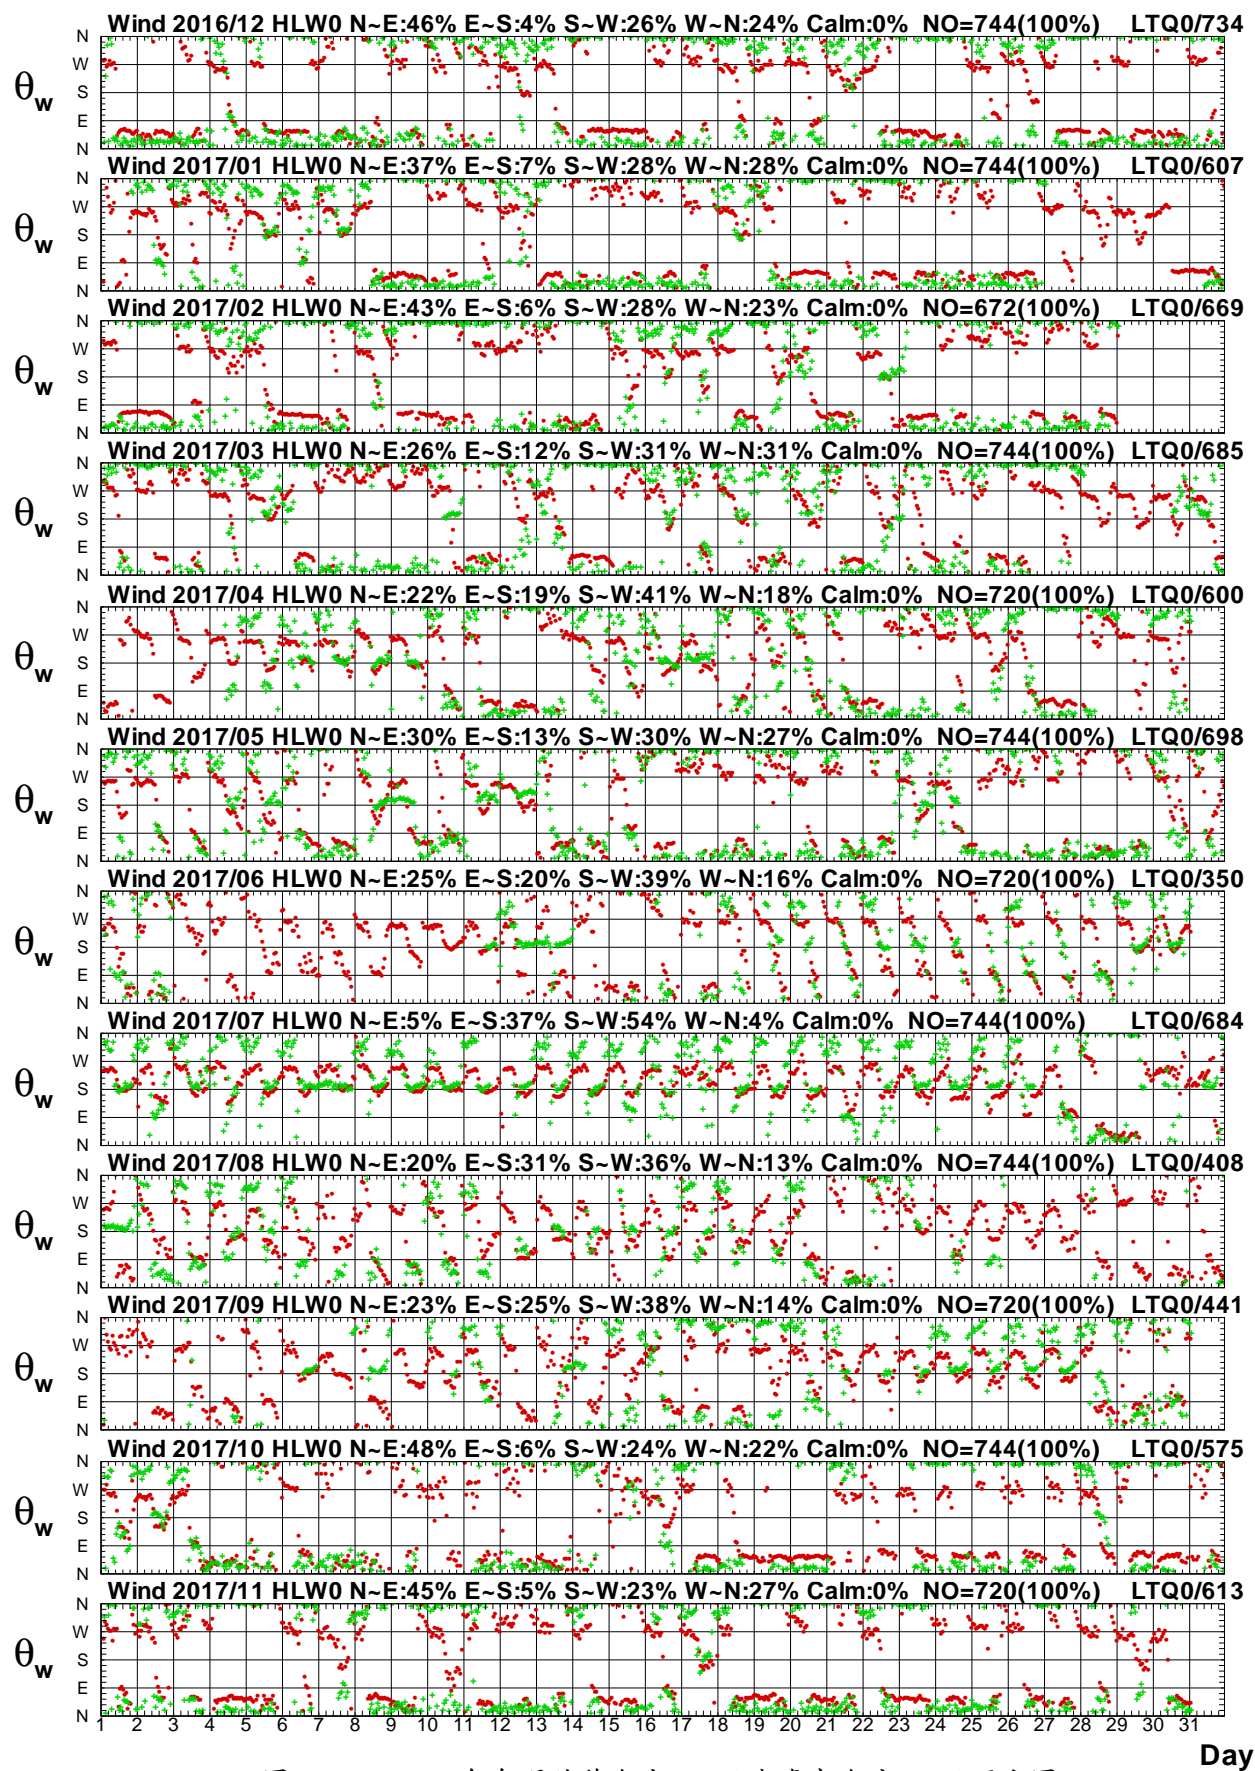 Wind 2016/12 HLW0 N~E:46% E~S:4% S~W:26% W~N:24% Calm:0% NO=744(100%) LTQ0/734
N
W
θw S
E
N
Wind 2017/01 HLW0 N~E:37% E~S:7% S~W:28% W~N:28% Calm:0% NO=744(100%) LTQ0/607
N
W
θw S
E
N
Wind 2017/02 HLW0 N~E:43% E~S:6% S~W:28% W~N:23% Calm:0% NO=672(100%) LTQ0/669
N
W
θw S
E
N
Wind 2017/03 HLW0 N~E:26% E~S:12% S~W:31% W~N:31% Calm:0% NO=744(100%) LTQ0/685
N
W
θw S
E
N
Wind 2017/04 HLW0 N~E:22% E~S:19% S~W:41% W~N:18% Calm:0% NO=720(100%) LTQ0/600
N
W
θw S
E
N
Wind 2017/05 HLW0 N~E:30% E~S:13% S~W:30% W~N:27% Calm:0% NO=744(100%) LTQ0/698
N
W
θw S
E
N
Wind 2017/06 HLW0 N~E:25% E~S:20% S~W:39% W~N:16% Calm:0% NO=720(100%) LTQ0/350
N
W
θw S
E
N
Wind 2017/07 HLW0 N~E:5% E~S:37% S~W:54% W~N:4% Calm:0% NO=744(100%) LTQ0/684
N
W
θw S
E
N
Wind 2017/08 HLW0 N~E:20% E~S:31% S~W:36% W~N:13% Calm:0% NO=744(100%) LTQ0/408
N
W
θw S
E
N
Wind 2017/09 HLW0 N~E:23% E~S:25% S~W:38% W~N:14% Calm:0% NO=720(100%) LTQ0/441
N
W
θw S
E
N
Wind 2017/10 HLW0 N~E:48% E~S:6% S~W:24% W~N:22% Calm:0% NO=744(100%) LTQ0/575
N
W
θw S
E
N
Wind 2017/11 HLW0 N~E:45% E~S:5% S~W:23% W~N:27% Calm:0% NO=720(100%) LTQ0/613
N
W
θw S
E
N
1 2 3 4 5 6 7 8 9 10 11 12 13 14 15 16 17 18 19 20 21 22 23 24 25 26 27 28 29 30 31
Day